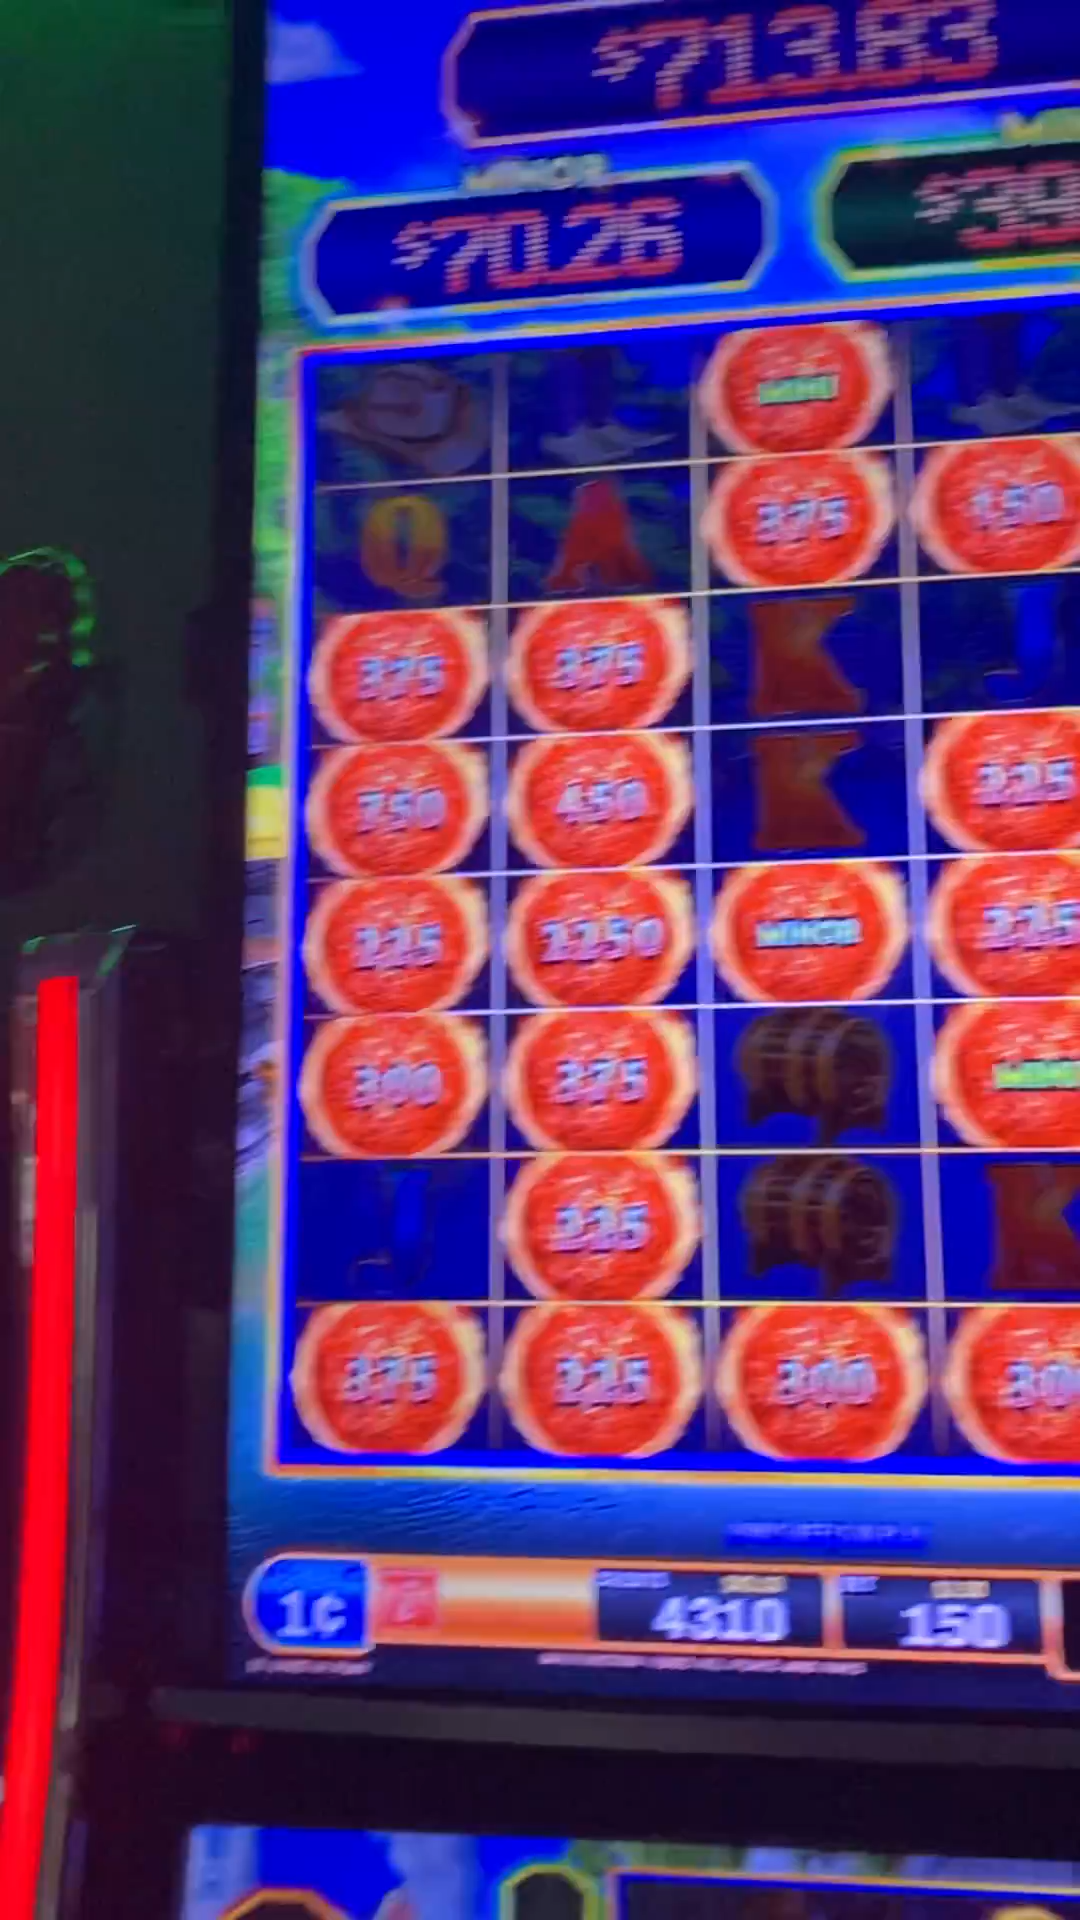 $713.83
MINOR
$70.26
MINI
375 150
Q A
375 375 K J
750 450 K 225
225 2250 MINOR 225
300 375
J 225 K
375 225 300
1¢ 4310 150